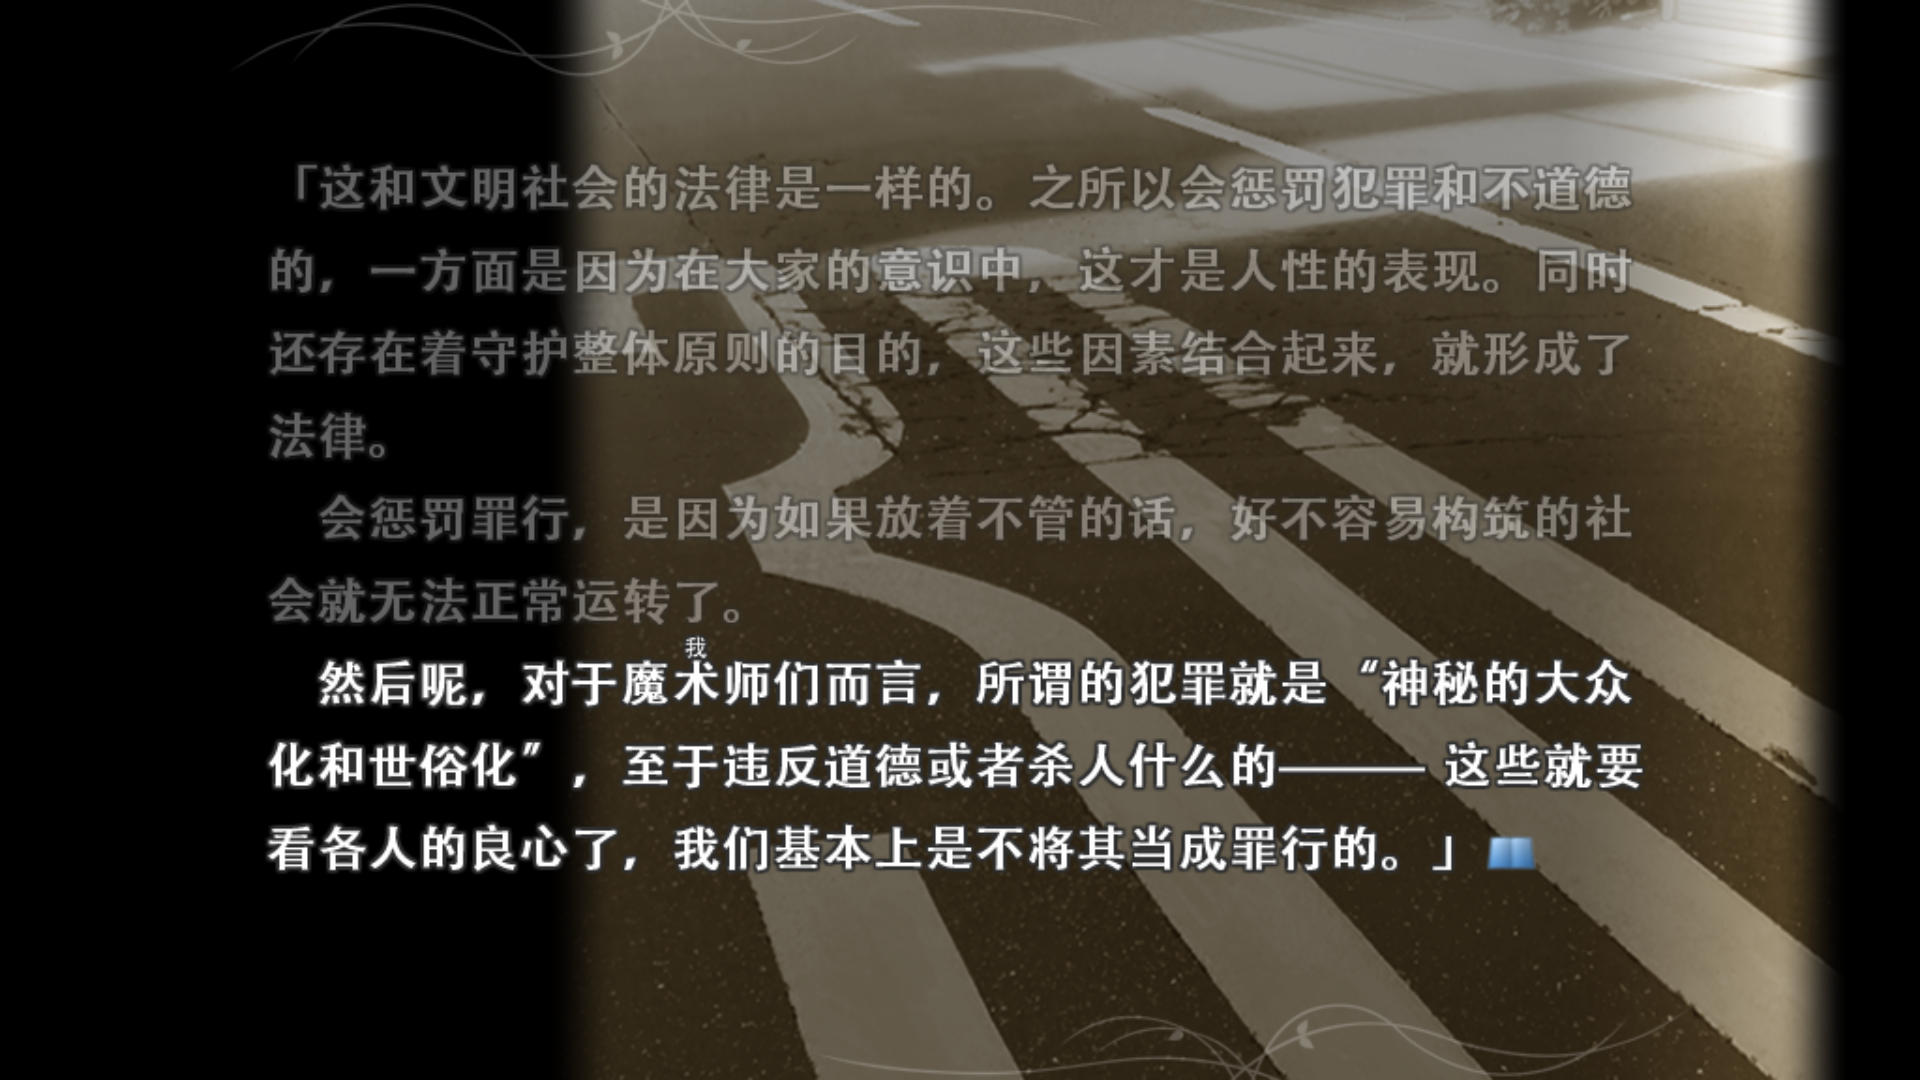 「这和文明社会的法律是一样的。之所以会惩罚犯罪和不道德
的，一方面是因为在大家的意识中，这才是人性的表现。同时
还存在着守护整体原则的目的，这些因素结合起来，就形成了
法律。
会惩罚罪行，是因为如果放着不管的话，好不容易构筑的社
会就无法正常运转了。
我
然后呢，对于魔术师们而言，所谓的犯罪就是“神秘的大众
化和世俗化”，至于违反道德或者杀人什么的———这些就要
看各人的良心了，我们基本上是不将其当成罪行的。」